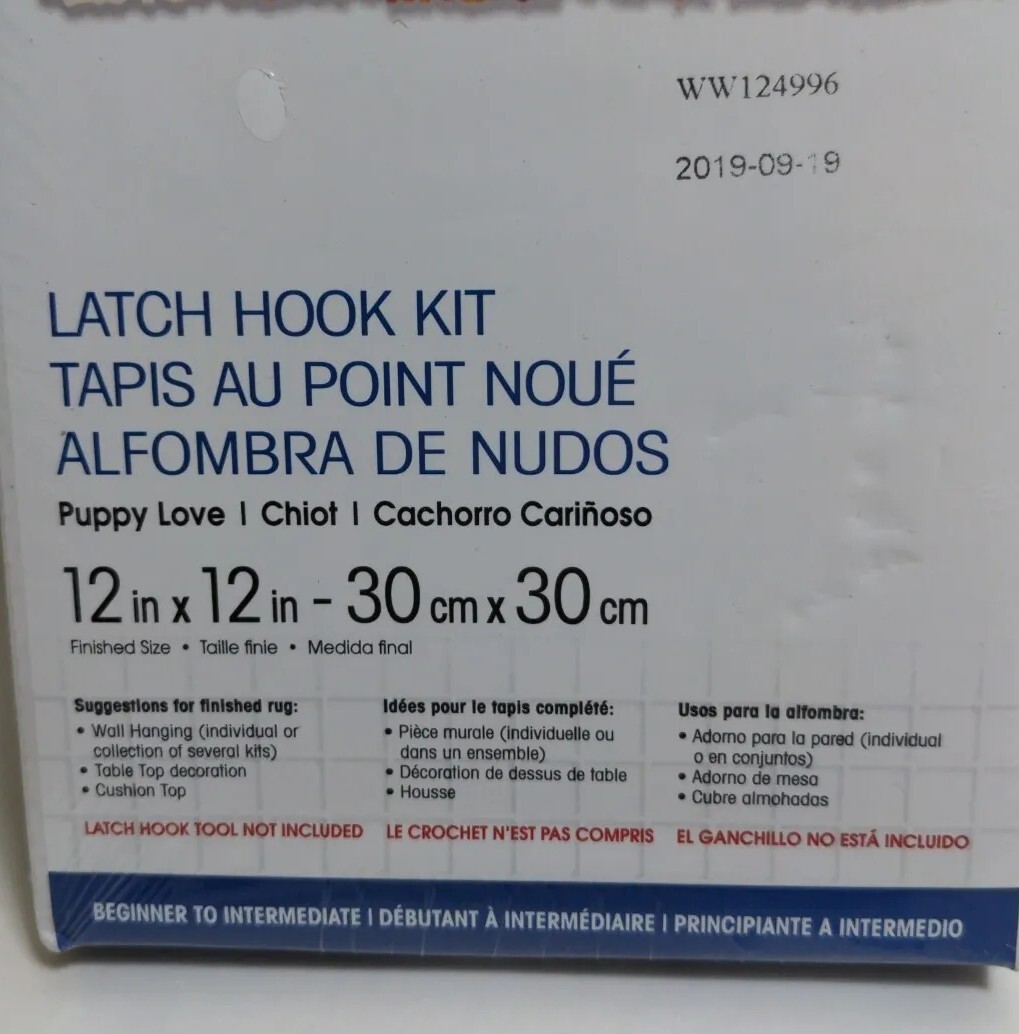 WW124996
2019-09-19
LATCH HOOK KIT
TAPIS AU POINT NOUÉ
ALFOMBRA DE NUDOS
Puppy Love | Chiot | Cachorro Cariñoso
12 in x 12 in - 30 cm x 30 cm
Finished Size • Taille finie • Medida final
Suggestions for finished rug:
• Wall Hanging (individual or
collection of several kits)
• Table Top decoration
• Cushion Top
LATCH HOOK TOOL NOT INCLUDED
Idées pour le tapis complété:
• Pièce murale (individuelle ou
dans un ensemble)
• Décoration de dessus de table
• Housse
LE CROCHET N'EST PAS COMPRIS
Usos para la alfombra:
• Adorno para la pared (individual
o en conjuntos)
• Adorno de mesa
• Cubre almohadas
EL GANCHILLO NO ESTÁ INCLUIDO
BEGINNER TO INTERMEDIATE | DÉBUTANT À INTERMÉDIAIRE | PRINCIPIANTE A INTERMEDIO